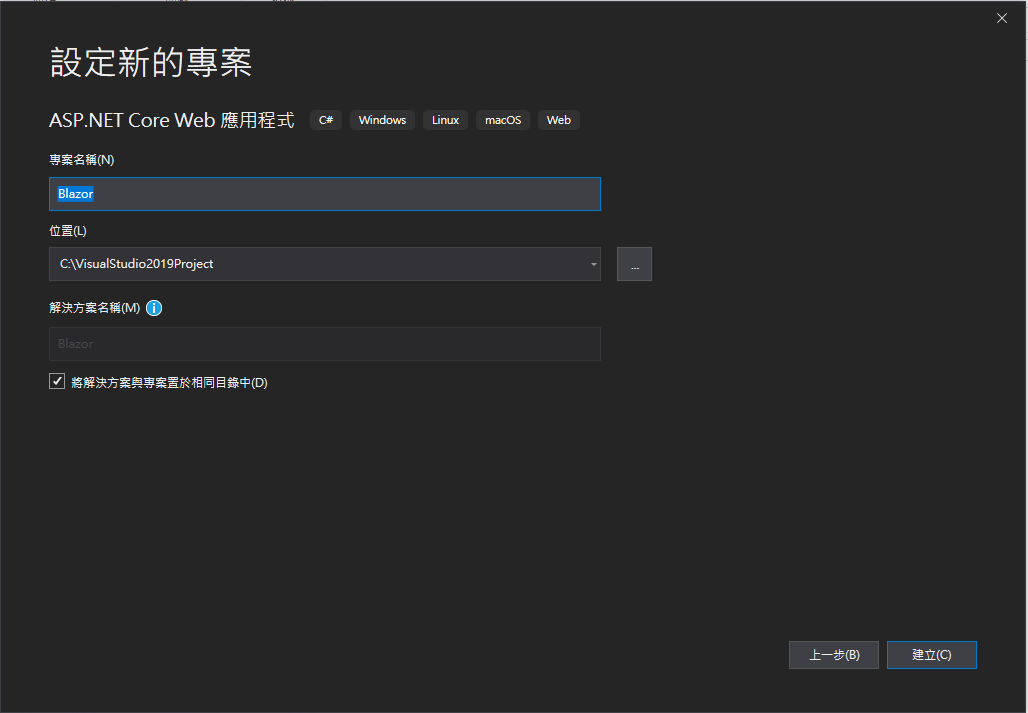 設定新的專案
ASP.NET Core Web 應用程式 C# Windows Linux macOS Web
專案名稱(N)
Blazor
位置(L)
C:\VisualStudio2019Project ...
解決方案名稱(M)
Blazor
將解決方案與專案置於相同目錄中(D)
上一步(B) 建立(C)